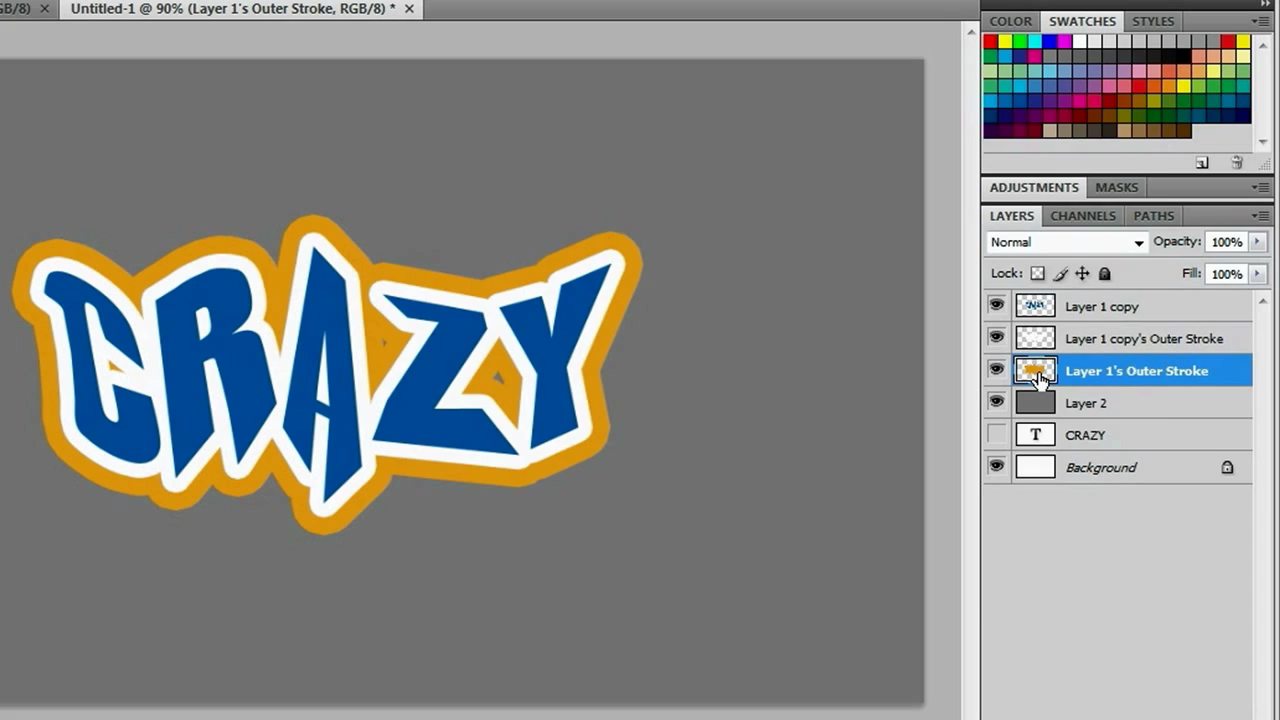 GB/8) × Untitled-1 @ 90% (Layer 1's Outer Stroke, RGB/8) * ×
COLOR SWATCHES STYLES
ADJUSTMENTS MASKS
LAYERS CHANNELS PATHS
Normal Opacity: 100%
Lock: Fill: 100%
Layer 1 copy
Layer 1 copy's Outer Stroke
Layer 1's Outer Stroke
Layer 2
T CRAZY
Background
CRAZY